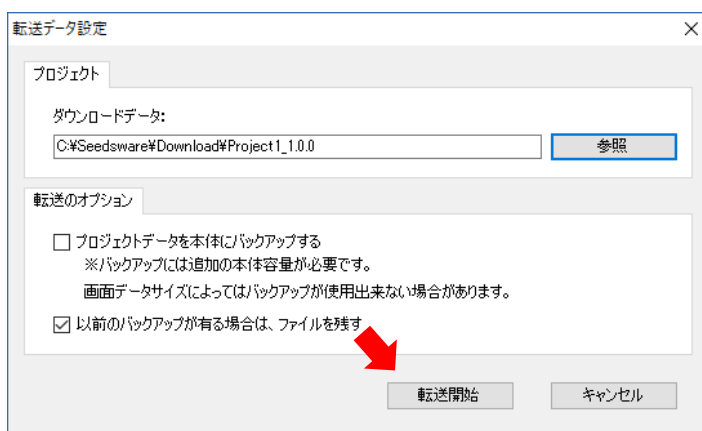 転送データ設定
プロジェクト
ダウンロードデータ:
C:¥Seedsware¥Download¥Project1_1.0.0
参照
転送のオプション
プロジェクトデータを本体にバックアップする
※バックアップには追加の本体容量が必要です。
画面データサイズによってはバックアップが使用出来ない場合があります。
以前のバックアップが有る場合は、ファイルを残す
転送開始
キャンセル